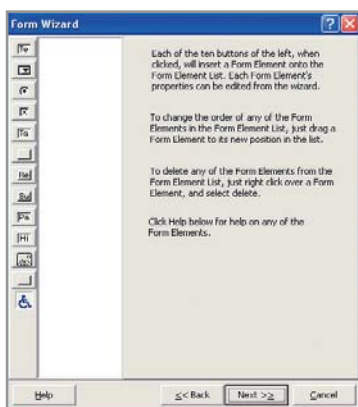 Form Wizard
Each of the ten buttons of the left, when
clicked, will insert a Form Element onto the
Form Element List. Each Form Element's
properties can be edited from the wizard.
To change the order of any of the Form
Elements in the Form Element List, just drag a
Form Element to its new position in the list.
To delete any of the Form Elements from the
Form Element List, just right click over a Form
Element, and select delete.
Click Help below for help on any of the
Form Elements.
Re
Su
Pa
Hi
Help
<< Back
Next >>
Cancel